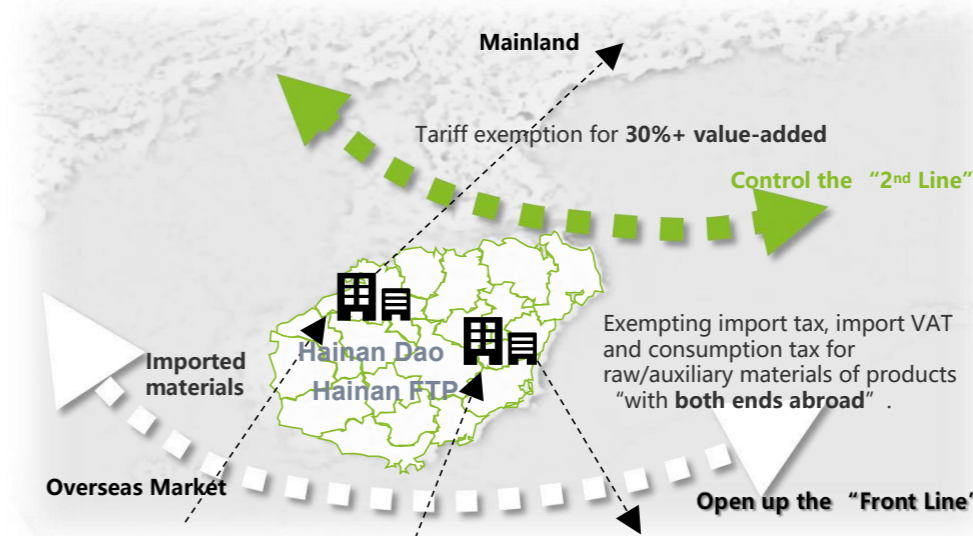 Mainland
Tariff exemption for 30%+ value-added
Control the “2nd Line”
Hainan Dao
Hainan FTP
Imported
materials
Exempting import tax, import VAT
and consumption tax for
raw/auxiliary materials of products
“with both ends abroad” .
Overseas Market
Open up the “Front Line”